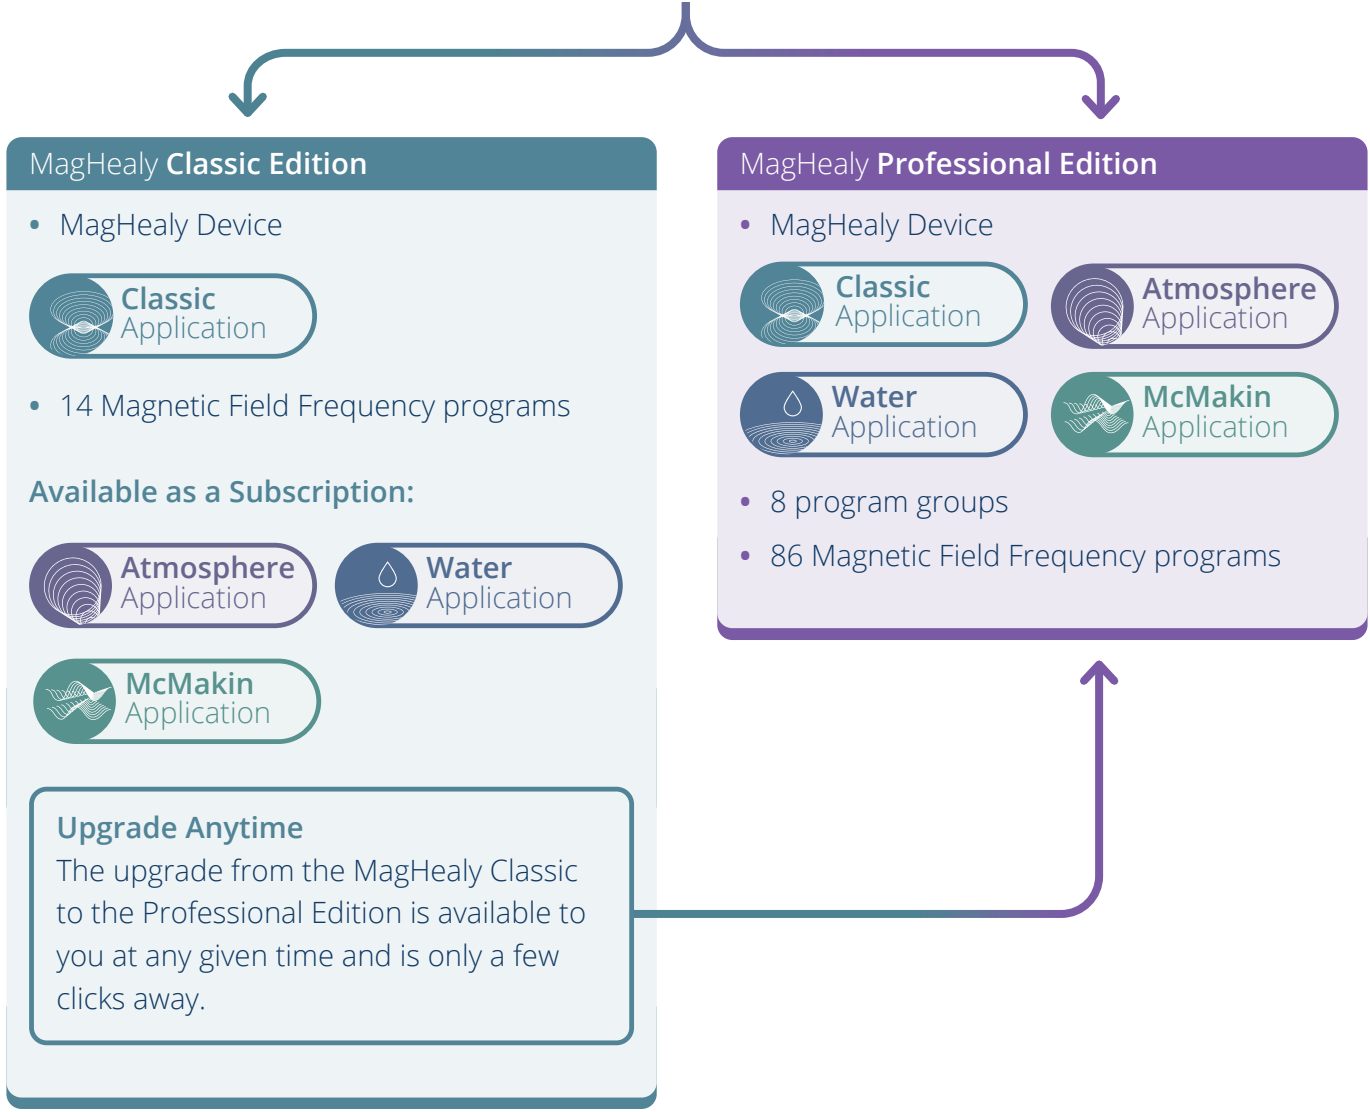 MagHealy Classic Edition
• MagHealy Device
Classic
Application
• 14 Magnetic Field Frequency programs
Available as a Subscription:
Atmosphere
Application
Water
Application
McMakin
Application
Upgrade Anytime
The upgrade from the MagHealy Classic
to the Professional Edition is available to
you at any given time and is only a few
clicks away.
MagHealy Professional Edition
• MagHealy Device
Classic
Application
Atmosphere
Application
Water
Application
McMakin
Application
• 8 program groups
• 86 Magnetic Field Frequency programs